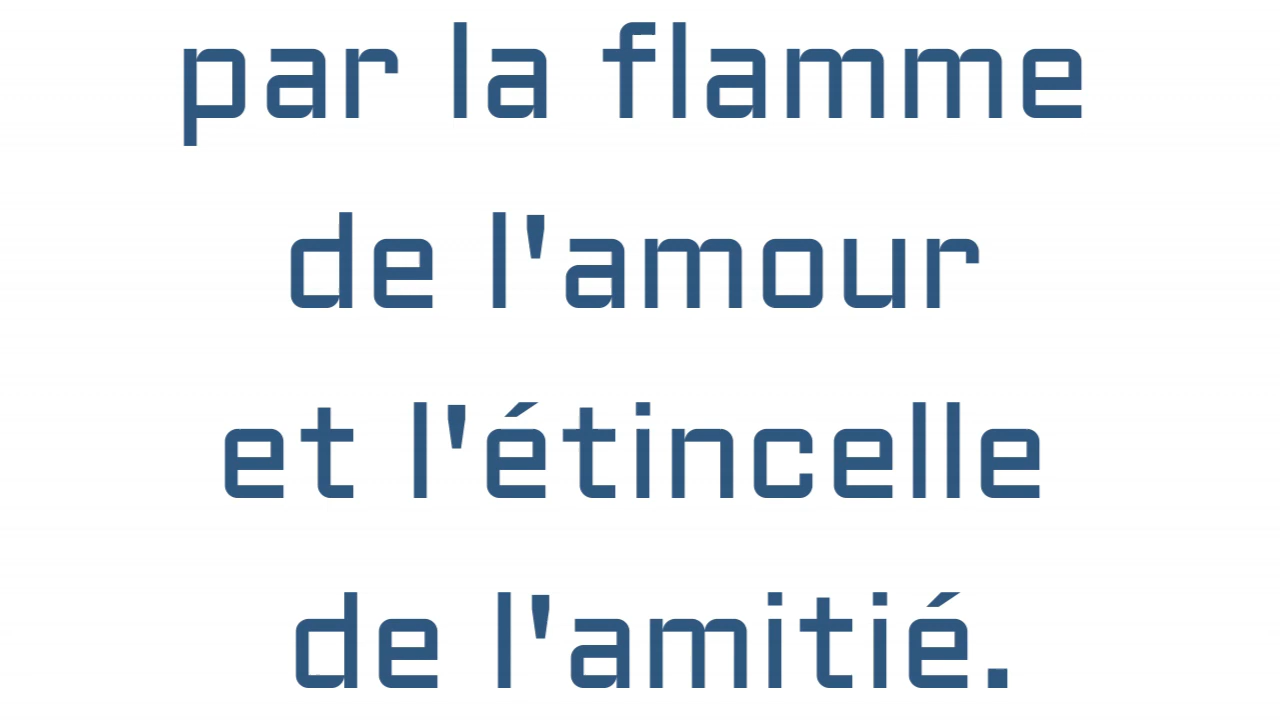 par la flamme
de l'amour
et l'étincelle
de l'amitié.